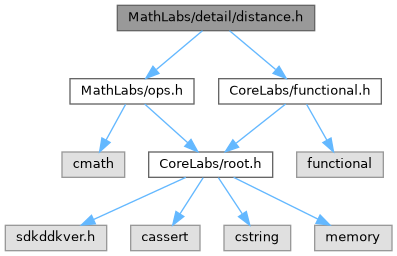 MathLabs/detail/distance.h
MathLabs/ops.h
CoreLabs/functional.h
cmath
CoreLabs/root.h
functional
sdkddkver.h
cassert
cstring
memory